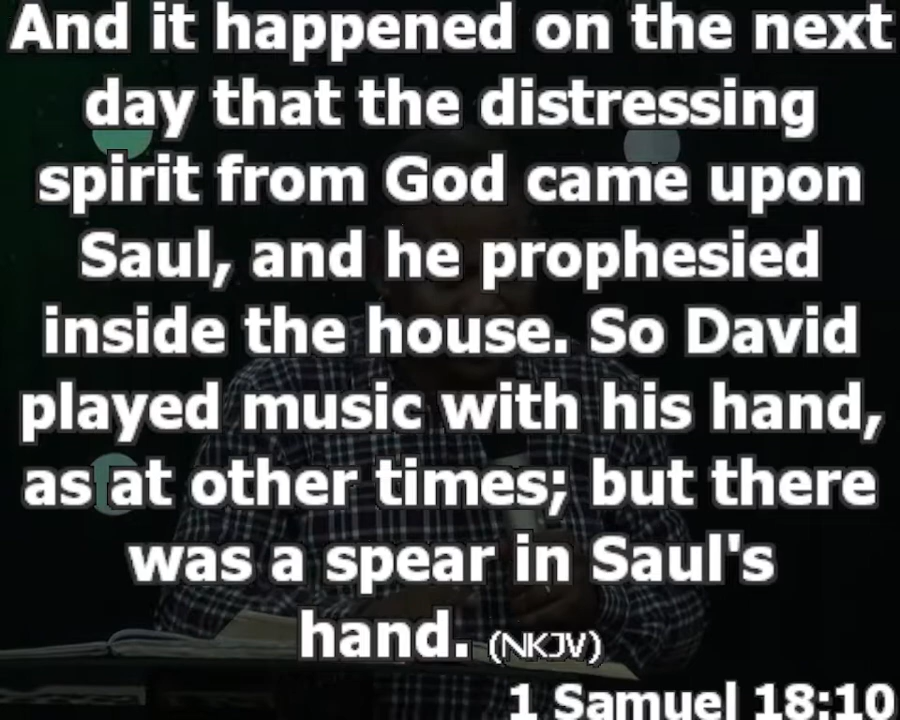 And it happened on the next
day that the distressing
spirit from God came upon
Saul, and he prophesied
inside the house. So David
played music with his hand,
as at other times; but there
was a spear in Saul's
hand. (NKJV)
1 Samuel 18:10